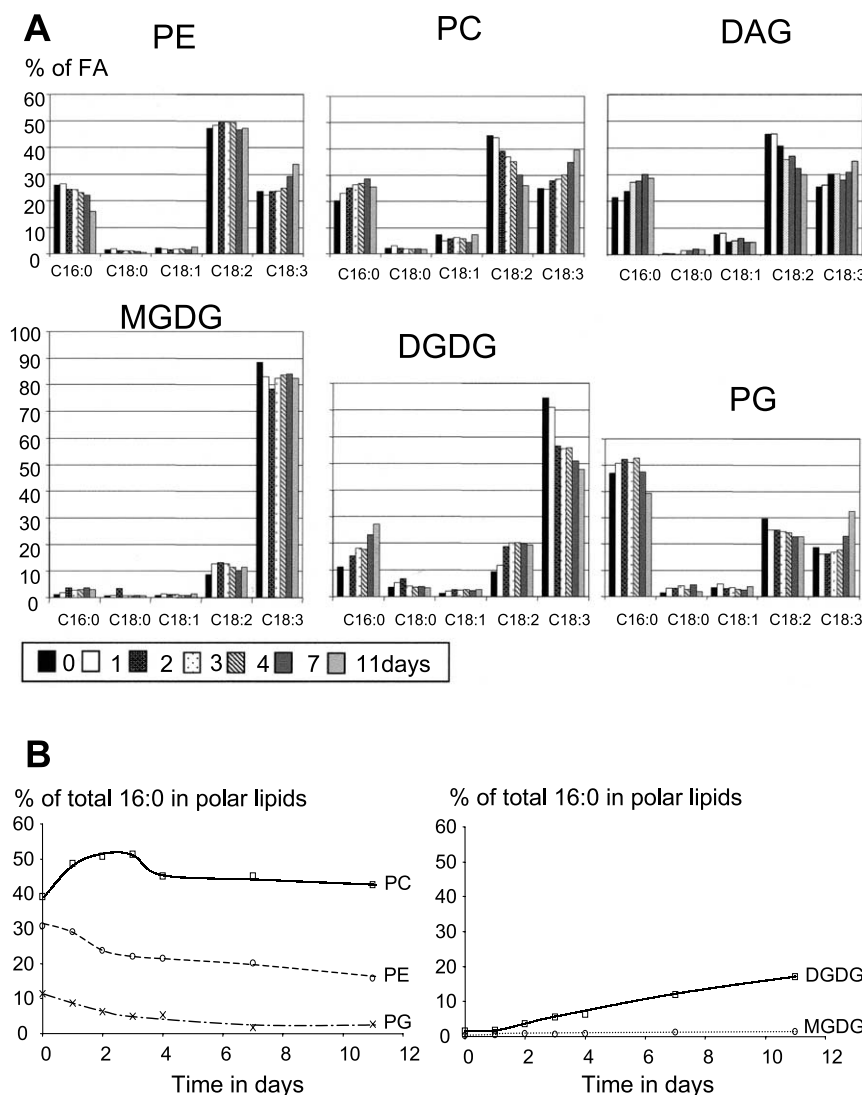 A
PE
PC
DAG
% of FA
60
50
40
30
20
10
0
C16:0 C18:0 C18:1 C18:2 C18:3
C16:0 C18:0 C18:1 C18:2 C18:3
C16:0 C18:0 C18:1 C18:2 C18:3
MGDG
DGDG
PG
100
90
80
70
60
50
40
30
20
10
0
C16:0 C18:0 C18:1 C18:2 C18:3
C16:0 C18:0 C18:1 C18:2 C18:3
C16:0 C18:0 C18:1 C18:2 C18:3
0 1 2 3 4 7 11days
B
% of total 16:0 in polar lipids
60
50
40
30
20
10
0
PC
PE
PG
0 2 4 6 8 10 12
Time in days
% of total 16:0 in polar lipids
60
50
40
30
20
10
0
DGDG
MGDG
0 2 4 6 8 10 12
Time in days